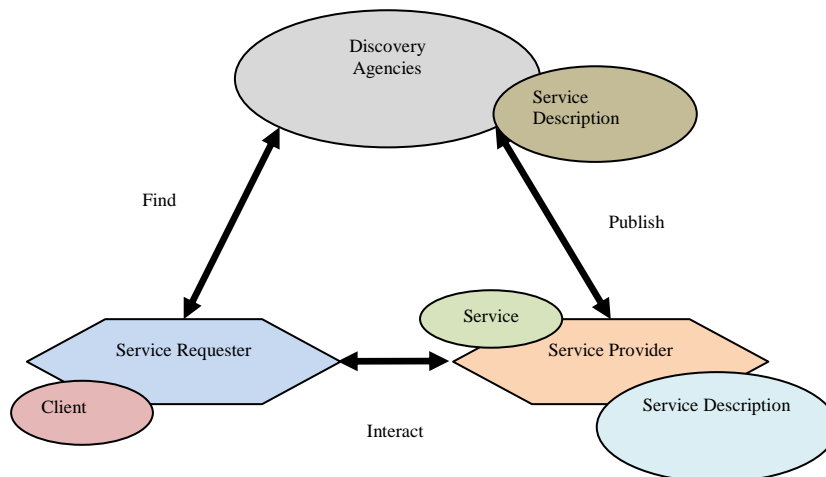 Discovery
Agencies
Service
Description
Find
Publish
Service
Service Requester
Service Provider
Client
Service Description
Interact